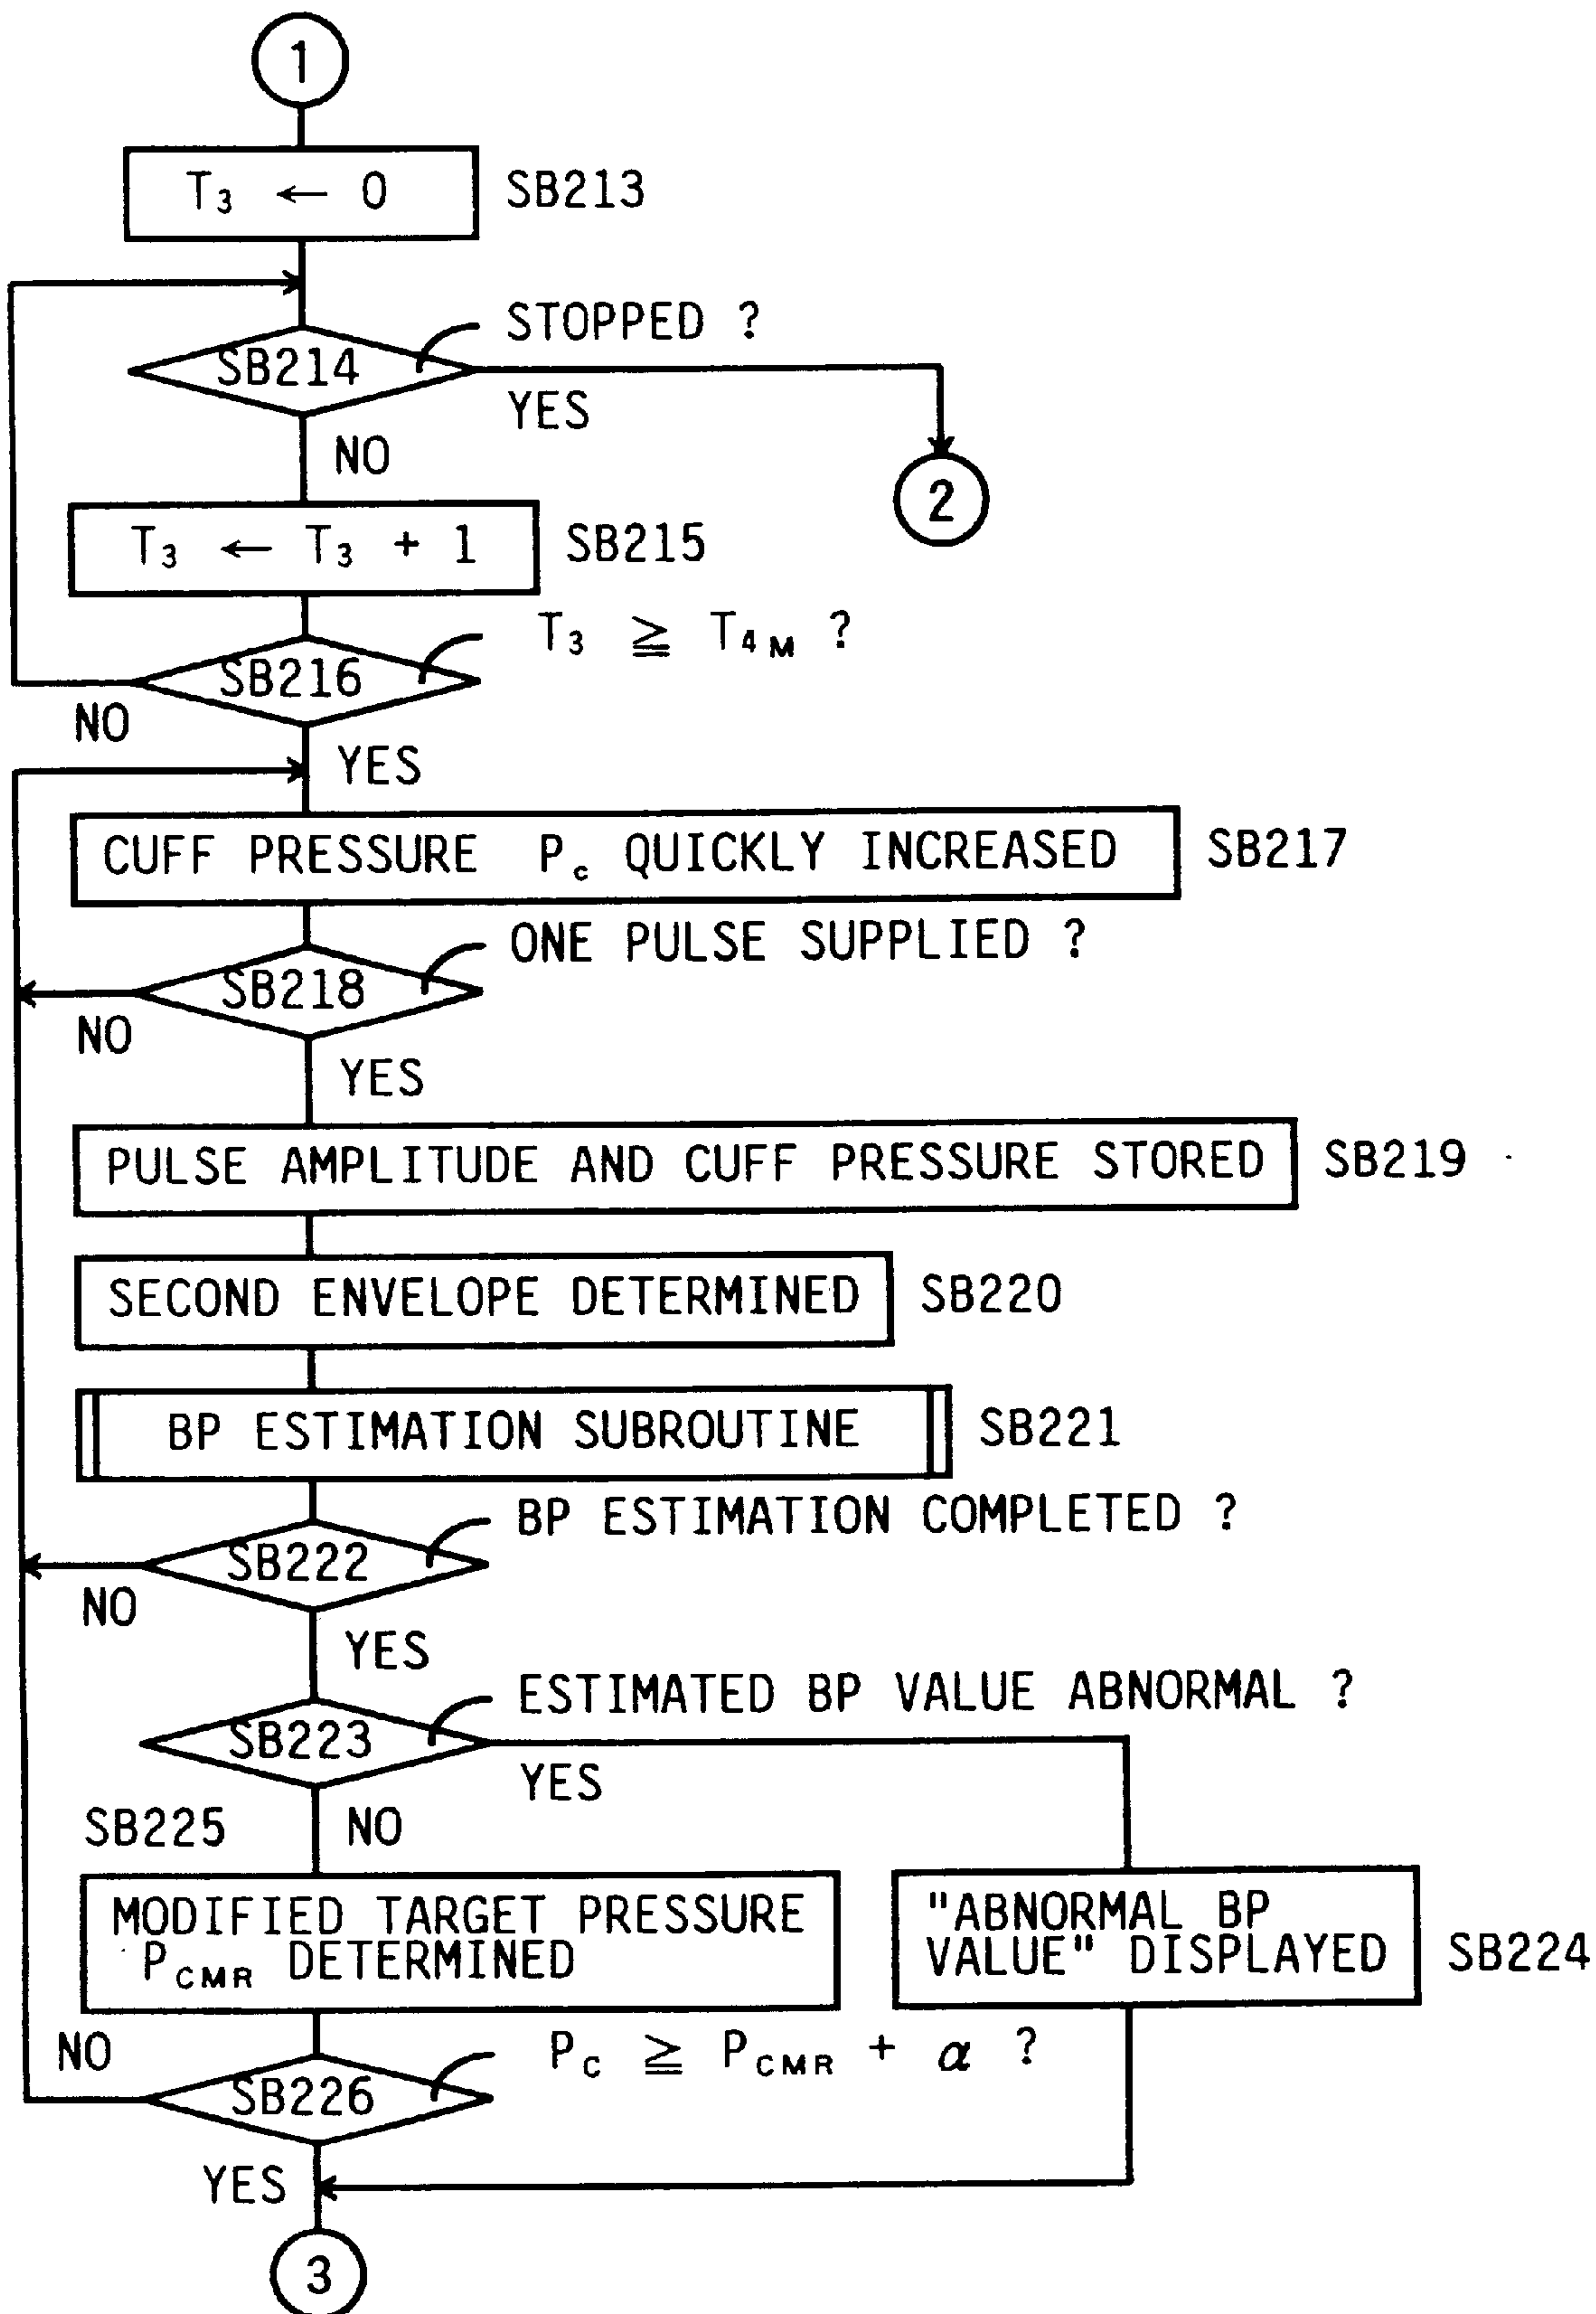 1
T₃ ← 0 SB213
STOPPED ?
SB214
YES
NO
2
T₃ ← T₃ + 1 SB215
T₃ ≧ T₄M ?
SB216
NO
YES
CUFF PRESSURE Pc QUICKLY INCREASED SB217
ONE PULSE SUPPLIED ?
SB218
NO
YES
PULSE AMPLITUDE AND CUFF PRESSURE STORED SB219
SECOND ENVELOPE DETERMINED SB220
BP ESTIMATION SUBROUTINE SB221
BP ESTIMATION COMPLETED ?
SB222
NO
YES
ESTIMATED BP VALUE ABNORMAL ?
SB223
YES
SB225 NO
MODIFIED TARGET PRESSURE
PCMR DETERMINED
"ABNORMAL BP
VALUE" DISPLAYED
SB224
NO
PC ≧ PCMR + α ?
SB226
YES
3